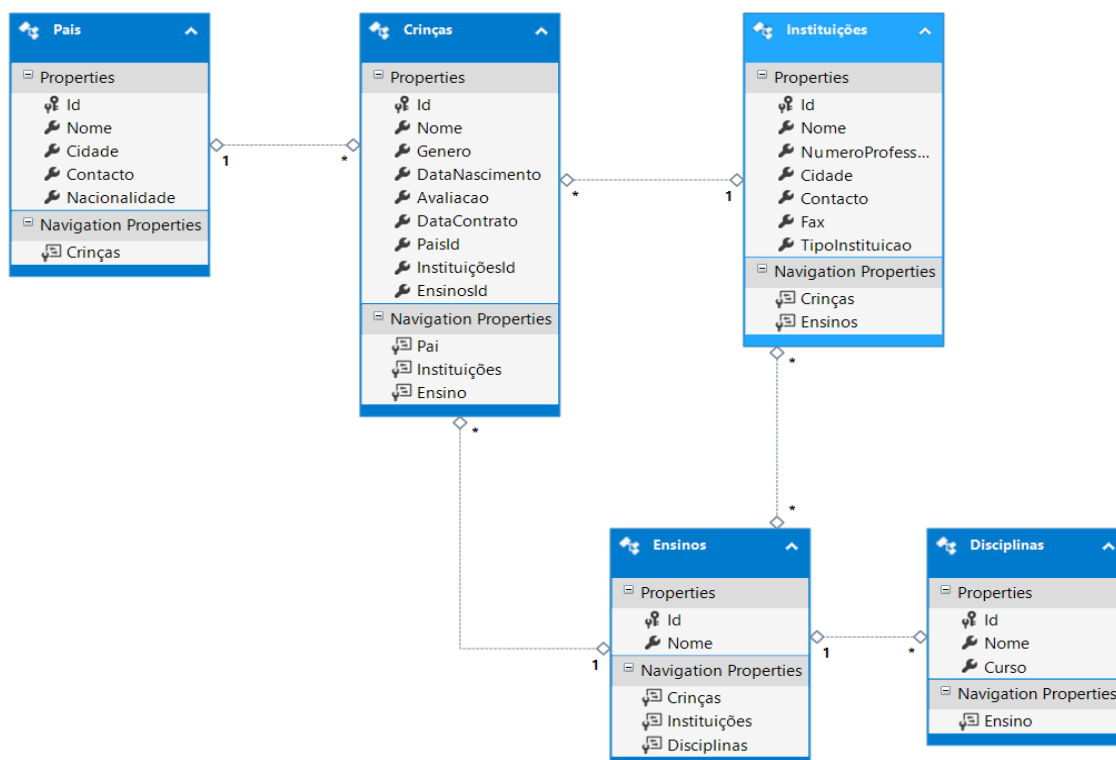 Pais
Properties
Id
Nome
Cidade
Contacto
Nacionalidade
Navigation Properties
Crinças
1
*
Crinças
Properties
Id
Nome
Genero
DataNascimento
Avaliacao
DataContrato
PaisId
InstituiçõesId
EnsinosId
Navigation Properties
Pai
Instituições
Ensino
*
1
Instituições
Properties
Id
Nome
NumeroProfess...
Cidade
Contacto
Fax
TipoInstituicao
Navigation Properties
Crinças
Ensinos
*
*
*
1
Ensinos
Properties
Id
Nome
Navigation Properties
Crinças
Instituições
Disciplinas
1
*
Disciplinas
Properties
Id
Nome
Curso
Navigation Properties
Ensino